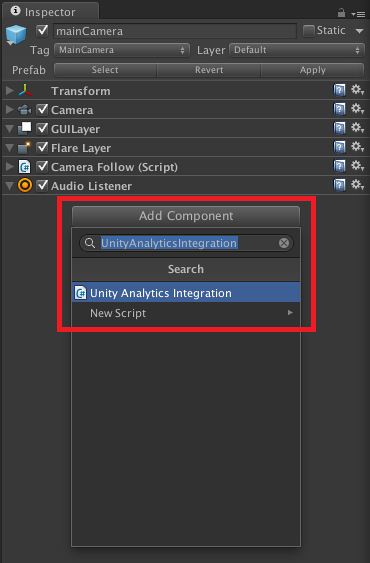 Inspector
mainCamera
Static
Tag MainCamera Layer Default
Prefab Select Revert Apply
Transform
Camera
GUILayer
Flare Layer
Camera Follow (Script)
Audio Listener
Add Component
UnityAnalyticsIntegration
Search
Unity Analytics Integration
New Script